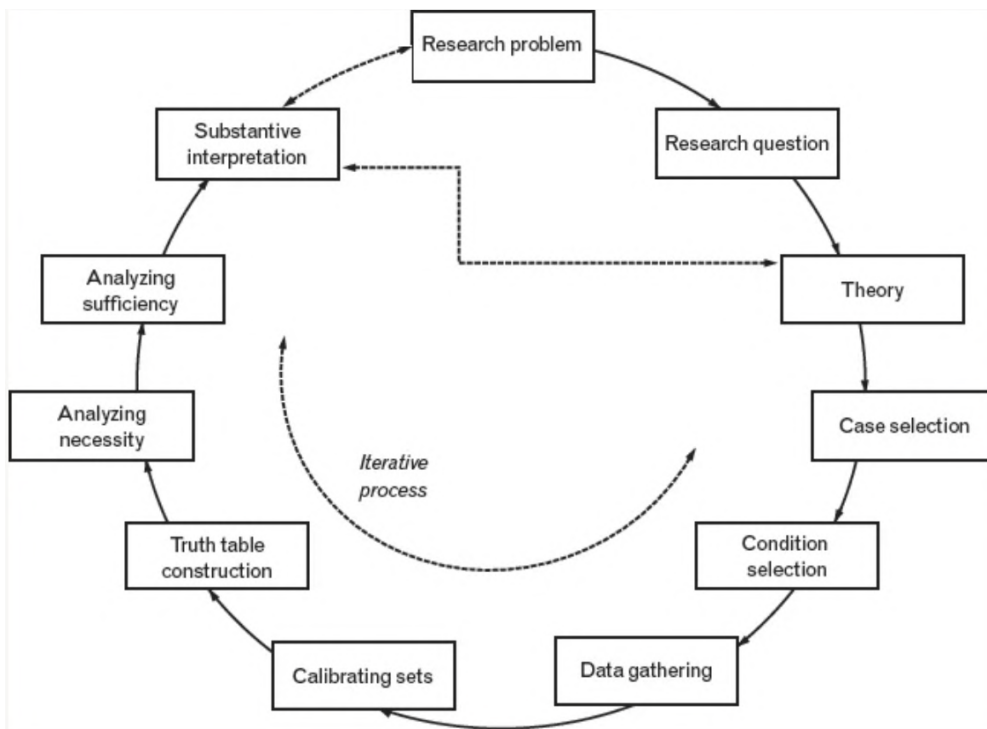 Research problem
Research question
Theory
Case selection
Condition
selection
Data gathering
Calibrating sets
Truth table
construction
Analyzing
necessity
Analyzing
sufficiency
Substantive
interpretation
Iterative
process